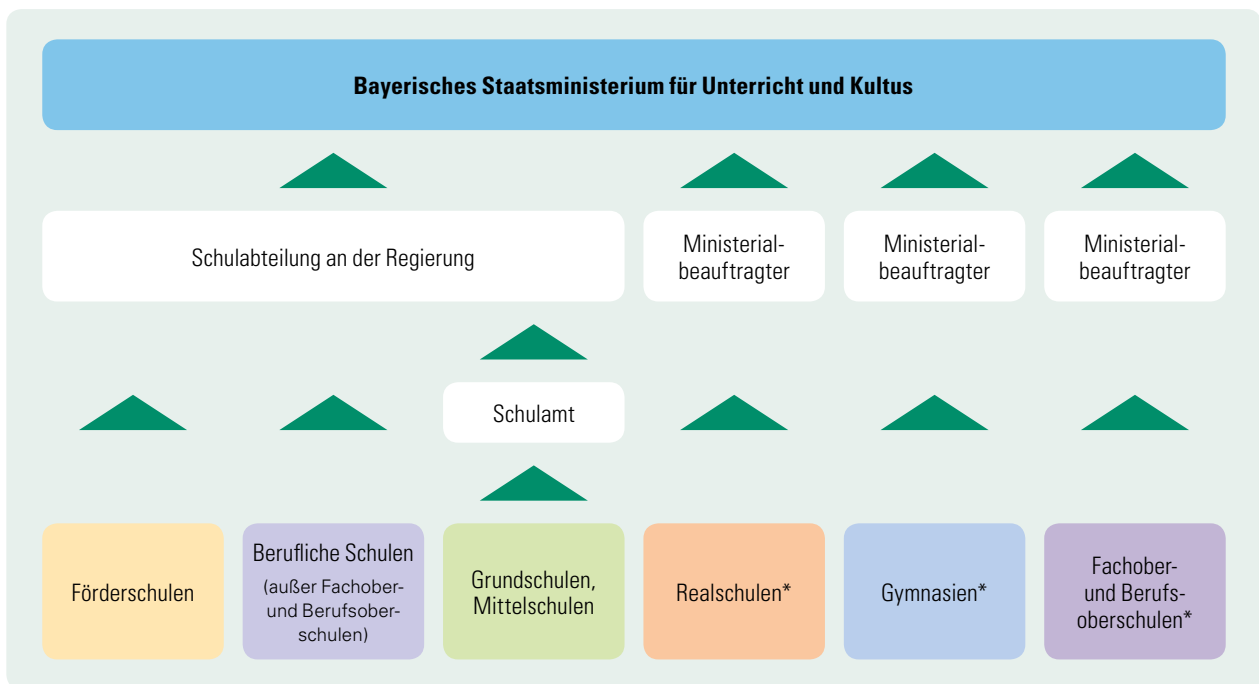 Bayerisches Staatsministerium für Unterricht und Kultus
Schulabteilung an der Regierung
Ministerial-
beauftragter
Ministerial-
beauftragter
Ministerial-
beauftragter
Schulamt
Förderschulen
Berufliche Schulen
(außer Fachober-
und Berufsober-
schulen)
Grundschulen,
Mittelschulen
Realschulen*
Gymnasien*
Fachober-
und Berufs-
oberschulen*